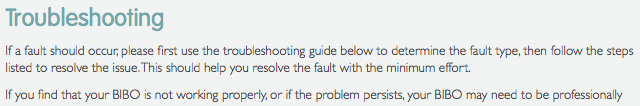 Troubleshooting
If a fault should occur, please first use the troubleshooting guide below to determine the fault type, then follow the steps
listed to resolve the issue. This should help you resolve the fault with the minimum effort.
If you find that your BIBO is not working properly, or if the problem persists, your BIBO may need to be professionally